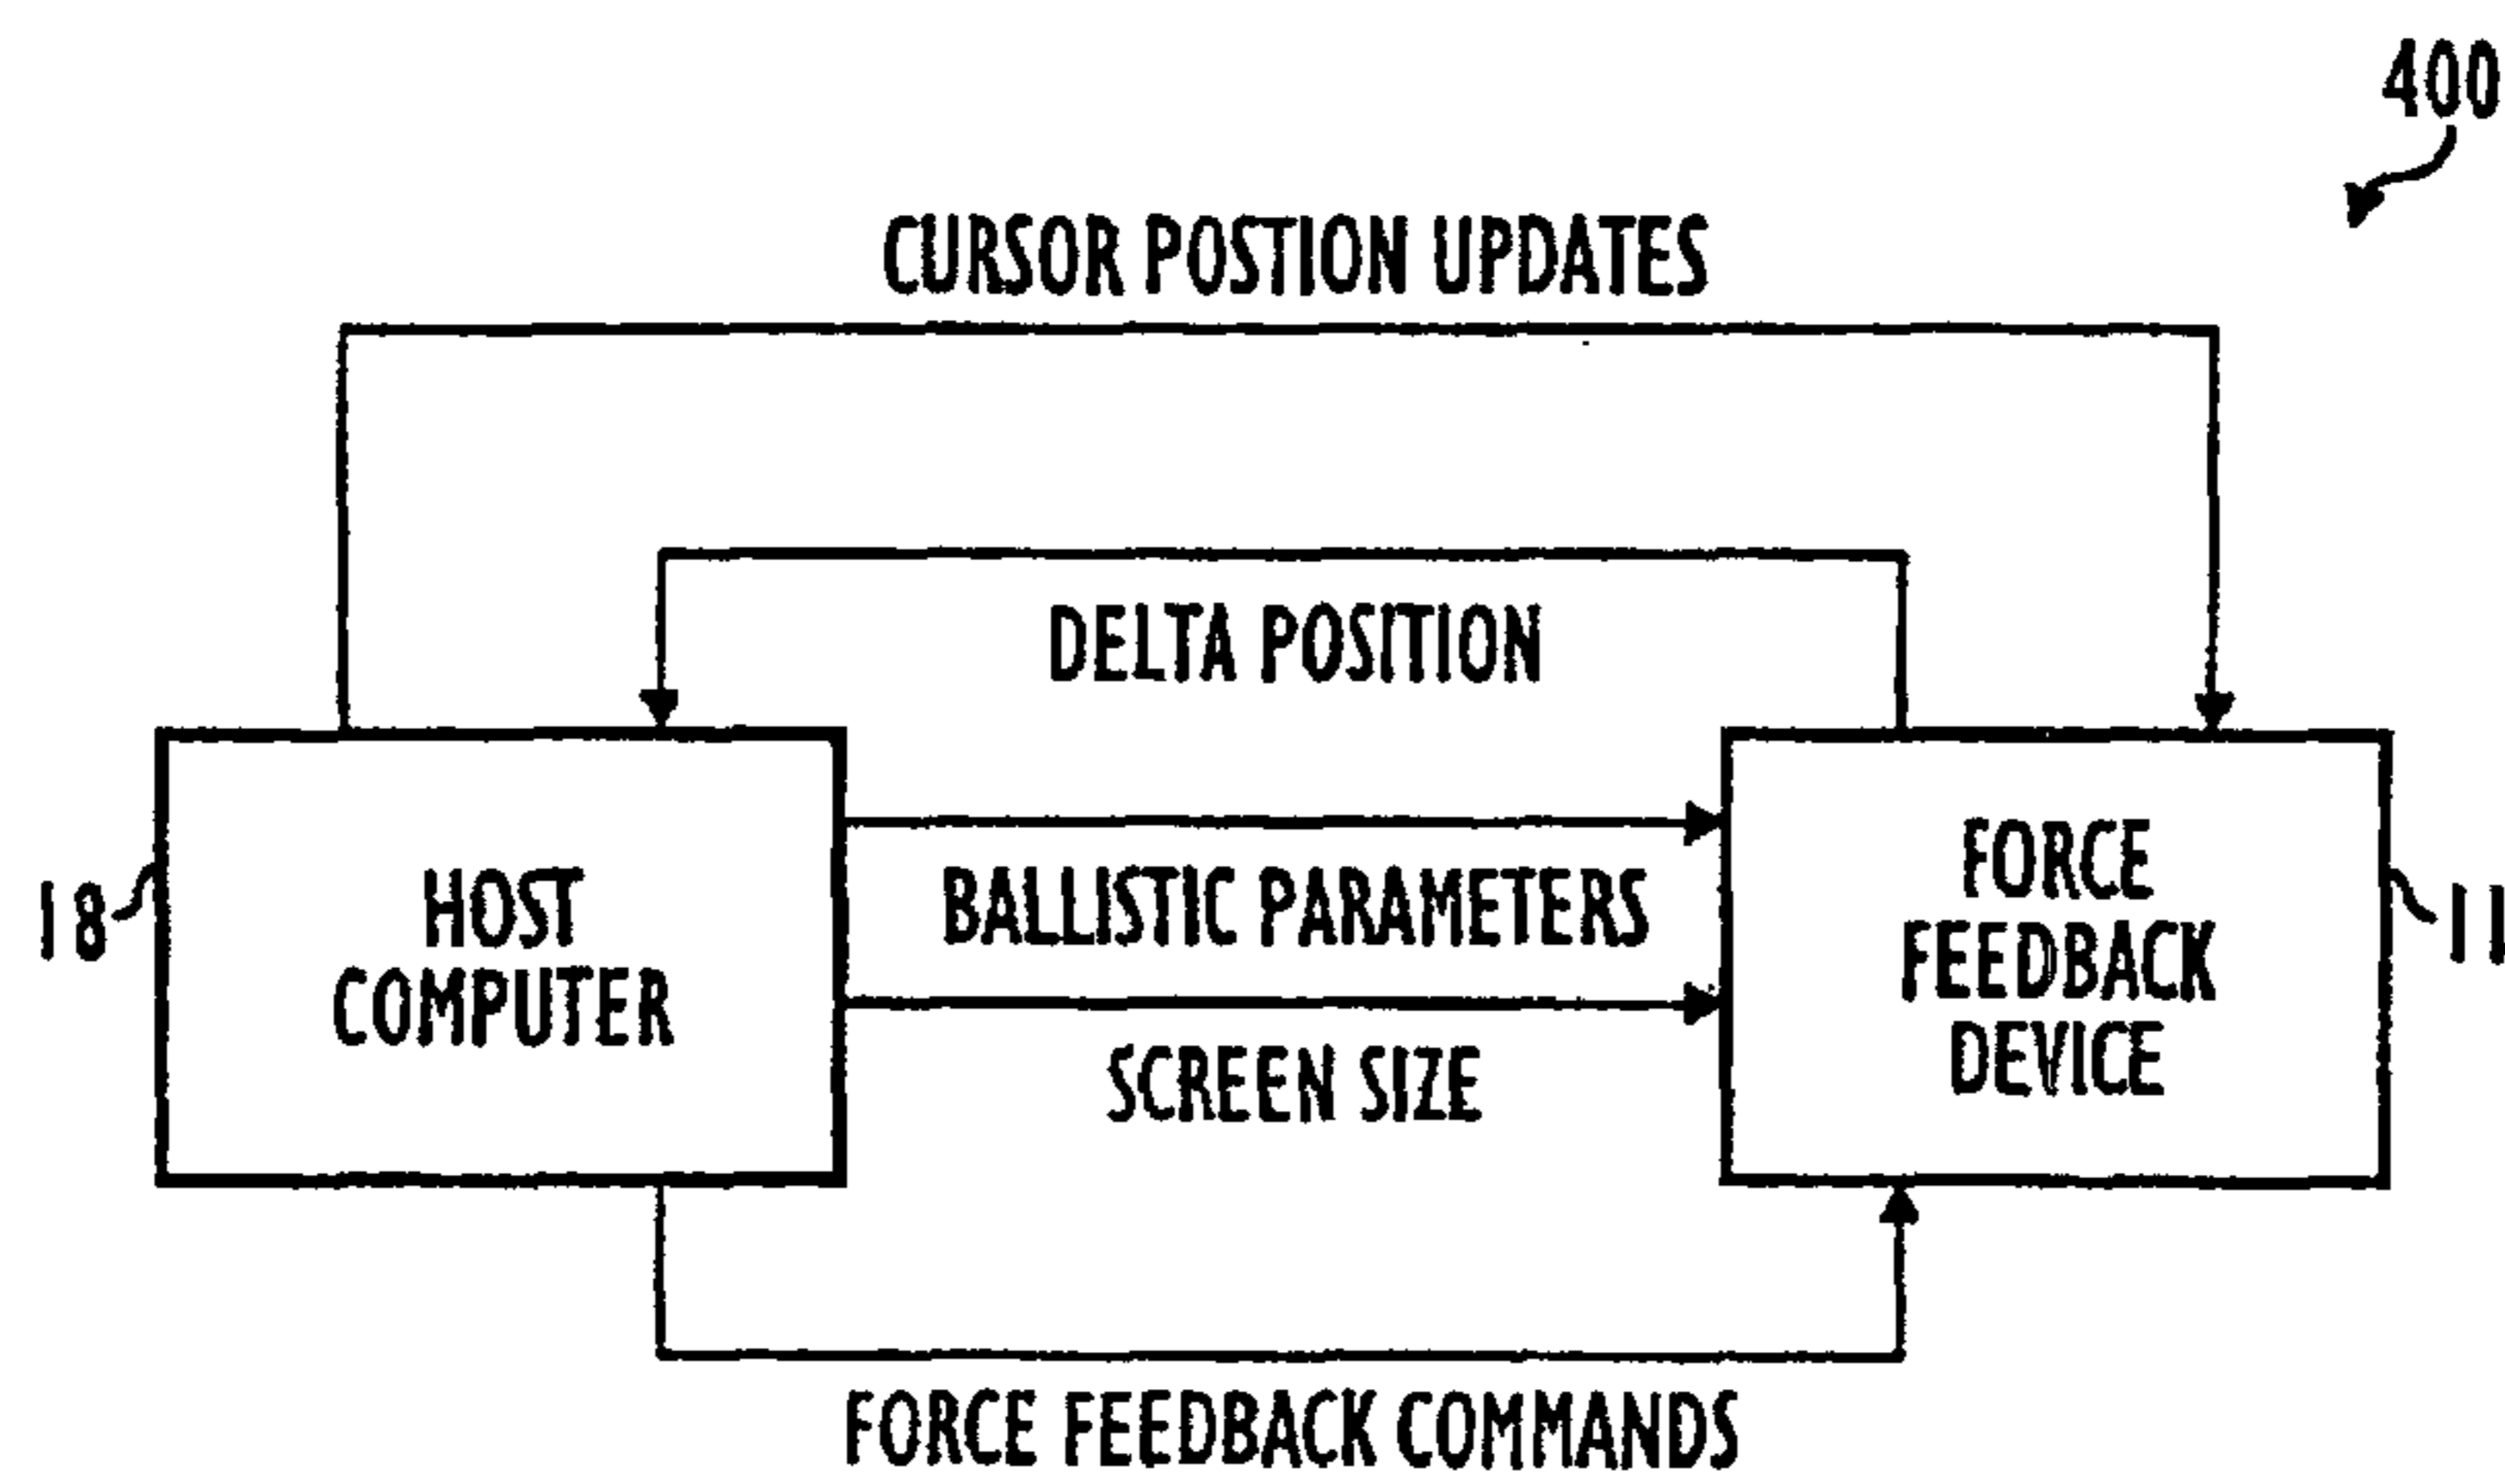 400
CURSOR POSTION UPDATES
DELTA POSITION
BALLISTIC PARAMETERS
SCREEN SIZE
18
HOST
COMPUTER
FORCE
FEEDBACK
DEVICE
11
FORCE FEEDBACK COMMANDS